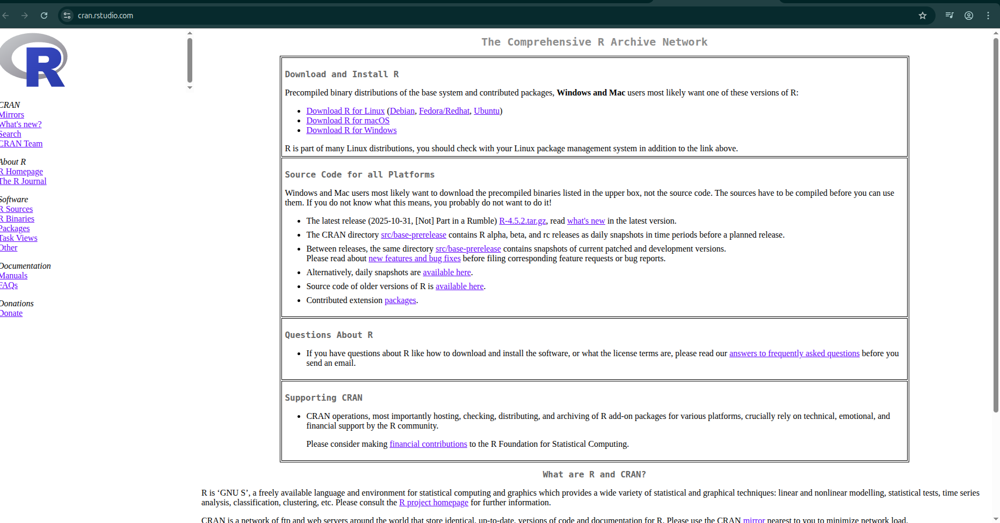 cran.rstudio.com
R
CRAN
Mirrors
What's new?
Search
CRAN Team
About R
R Homepage
The R Journal
Software
R Sources
R Binaries
Packages
Task Views
Other
Documentation
Manuals
FAQs
Donations
Donate
The Comprehensive R Archive Network
Download and Install R
Precompiled binary distributions of the base system and contributed packages, Windows and Mac users most likely want one of these versions of R:
Download R for Linux (Debian, Fedora/Redhat, Ubuntu)
Download R for macOS
Download R for Windows
R is part of many Linux distributions, you should check with your Linux package management system in addition to the link above.
Source Code for all Platforms
Windows and Mac users most likely want to download the precompiled binaries listed in the upper box, not the source code. The sources have to be compiled before you can use
them. If you do not know what this means, you probably do not want to do it!
The latest release (2025-10-31, [Not] Part in a Rumble) R-4.5.2.tar.gz, read what's new in the latest version.
The CRAN directory src/base-prerelease contains R alpha, beta, and rc releases as daily snapshots in time periods before a planned release.
Between releases, the same directory src/base-prerelease contains snapshots of current patched and development versions.
Please read about new features and bug fixes before filing corresponding feature requests or bug reports.
Alternatively, daily snapshots are available here.
Source code of older versions of R is available here.
Contributed extension packages.
Questions About R
If you have questions about R like how to download and install the software, or what the license terms are, please read our answers to frequently asked questions before you
send an email.
Supporting CRAN
CRAN operations, most importantly hosting, checking, distributing, and archiving of R add-on packages for various platforms, crucially rely on technical, emotional, and
financial support by the R community.
Please consider making financial contributions to the R Foundation for Statistical Computing.
What are R and CRAN?
R is ‘GNU S’, a freely available language and environment for statistical computing and graphics which provides a wide variety of statistical and graphical techniques: linear and nonlinear modelling, statistical tests, time series
analysis, classification, clustering, etc. Please consult the R project homepage for further information.
CRAN is a network of ftp and web servers around the world that store identical, up-to-date, versions of code and documentation for R. Please use the CRAN mirror nearest to you to minimize network load.